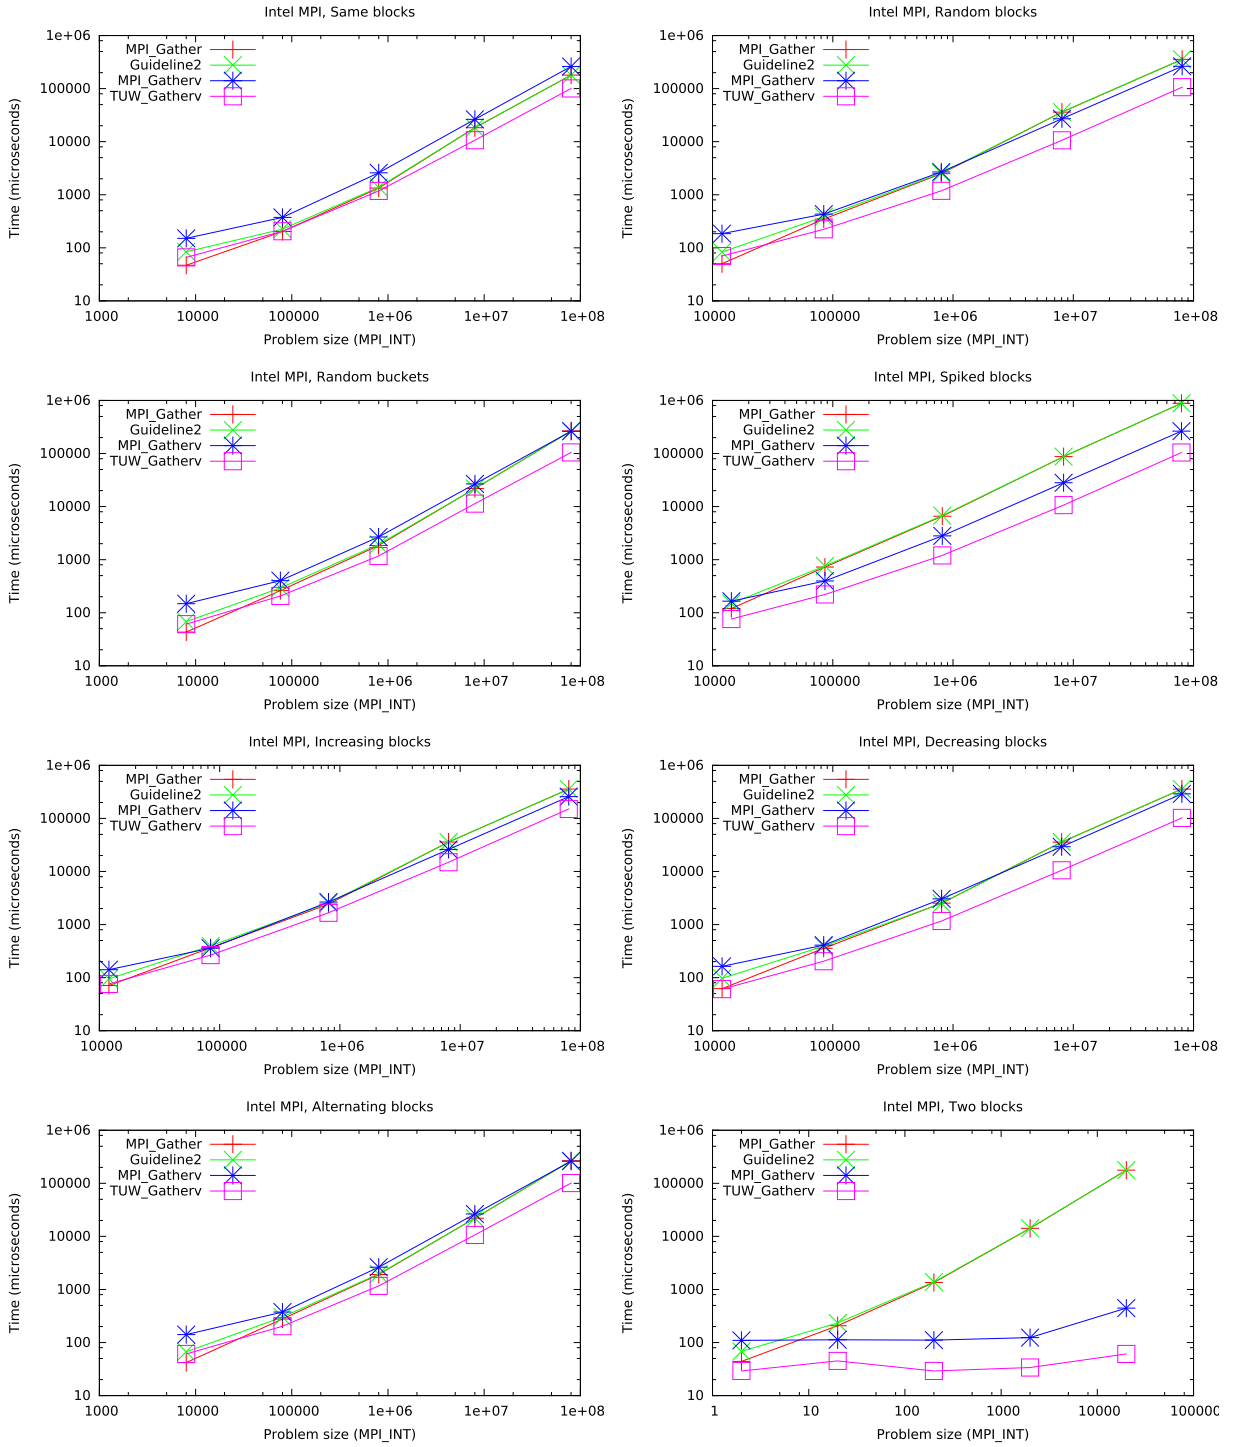 Intel MPI, Same blocks
1e+06
100000
10000
1000
100
10
Time (microseconds)
MPI_Gather
Guideline2
MPI_Gatherv
TUW_Gatherv
1000 10000 100000 1e+06 1e+07 1e+08
Problem size (MPI_INT)
Intel MPI, Random blocks
1e+06
100000
10000
1000
100
10
Time (microseconds)
MPI_Gather
Guideline2
MPI_Gatherv
TUW_Gatherv
10000 100000 1e+06 1e+07 1e+08
Problem size (MPI_INT)
Intel MPI, Random buckets
1e+06
100000
10000
1000
100
10
Time (microseconds)
MPI_Gather
Guideline2
MPI_Gatherv
TUW_Gatherv
1000 10000 100000 1e+06 1e+07 1e+08
Problem size (MPI_INT)
Intel MPI, Spiked blocks
1e+06
100000
10000
1000
100
10
Time (microseconds)
MPI_Gather
Guideline2
MPI_Gatherv
TUW_Gatherv
10000 100000 1e+06 1e+07 1e+08
Problem size (MPI_INT)
Intel MPI, Increasing blocks
1e+06
100000
10000
1000
100
10
Time (microseconds)
MPI_Gather
Guideline2
MPI_Gatherv
TUW_Gatherv
10000 100000 1e+06 1e+07 1e+08
Problem size (MPI_INT)
Intel MPI, Decreasing blocks
1e+06
100000
10000
1000
100
10
Time (microseconds)
MPI_Gather
Guideline2
MPI_Gatherv
TUW_Gatherv
10000 100000 1e+06 1e+07 1e+08
Problem size (MPI_INT)
Intel MPI, Alternating blocks
1e+06
100000
10000
1000
100
10
Time (microseconds)
MPI_Gather
Guideline2
MPI_Gatherv
TUW_Gatherv
1000 10000 100000 1e+06 1e+07 1e+08
Problem size (MPI_INT)
Intel MPI, Two blocks
1e+06
100000
10000
1000
100
10
Time (microseconds)
MPI_Gather
Guideline2
MPI_Gatherv
TUW_Gatherv
1 10 100 1000 10000 100000
Problem size (MPI_INT)